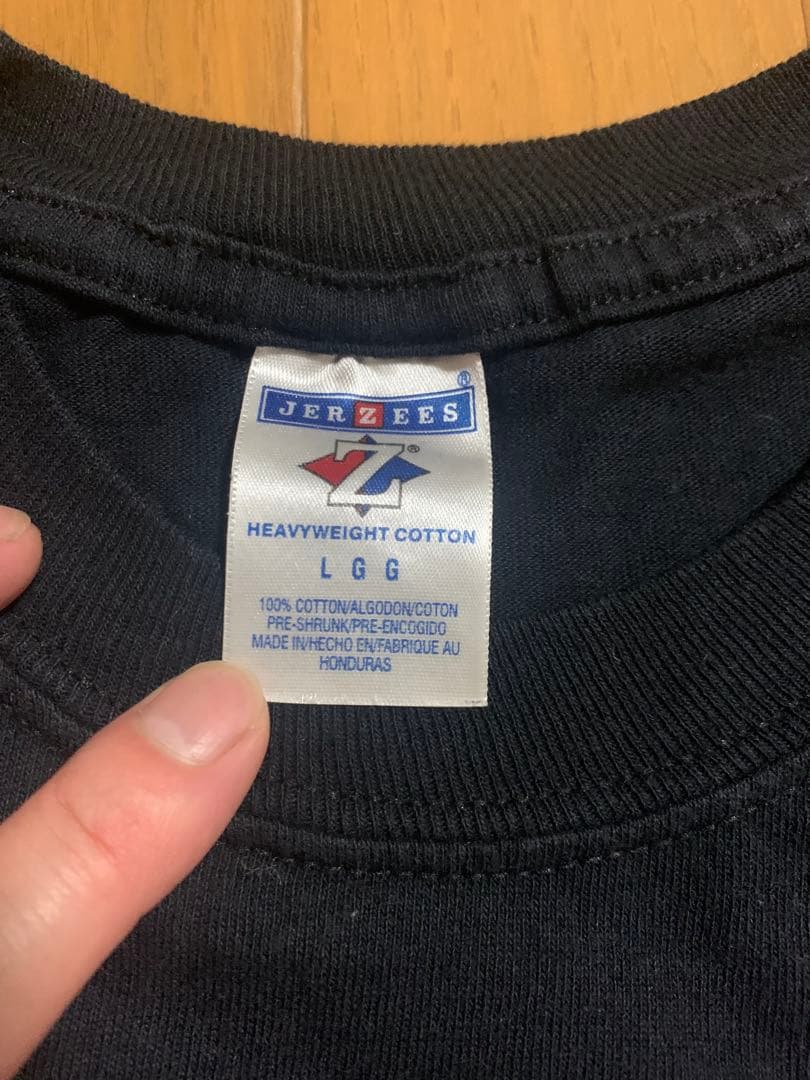 JERZEES®
Z®
HEAVYWEIGHT COTTON
L G G
100% COTTON/ALGODON/COTON
PRE-SHRUNK/PRE-ENCOGIDO
MADE IN/HECHO EN/FABRIQUE AU
HONDURAS